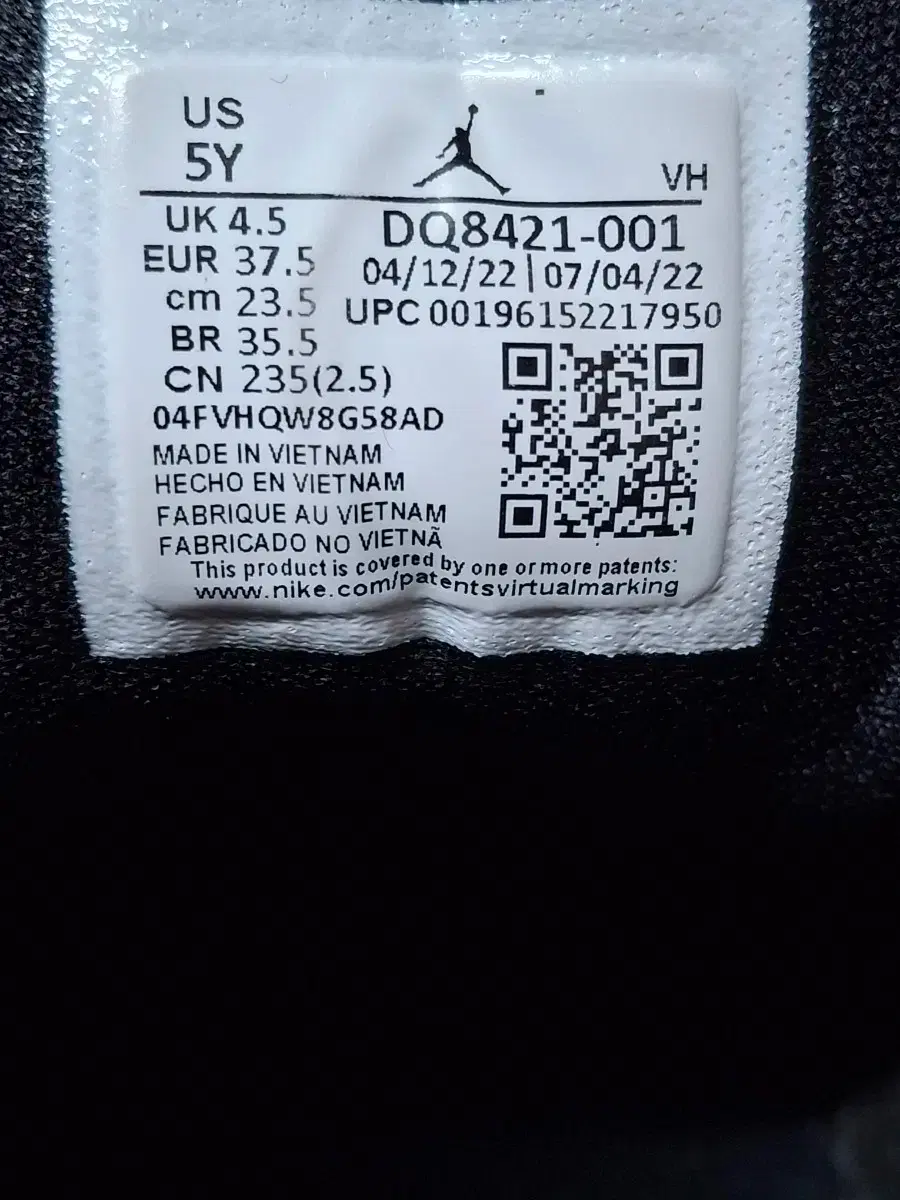 US
5Y
VH
UK 4.5
EUR 37.5
cm 23.5
BR 35.5
CN 235(2.5)
DQ8421-001
04/12/22 | 07/04/22
UPC 00196152217950
04FVHQW8G58AD
MADE IN VIETNAM
HECHO EN VIETNAM
FABRIQUE AU VIETNAM
FABRICADO NO VIETNÃ
This product is covered by one or more patents:
www.nike.com/patentsvirtualmarking